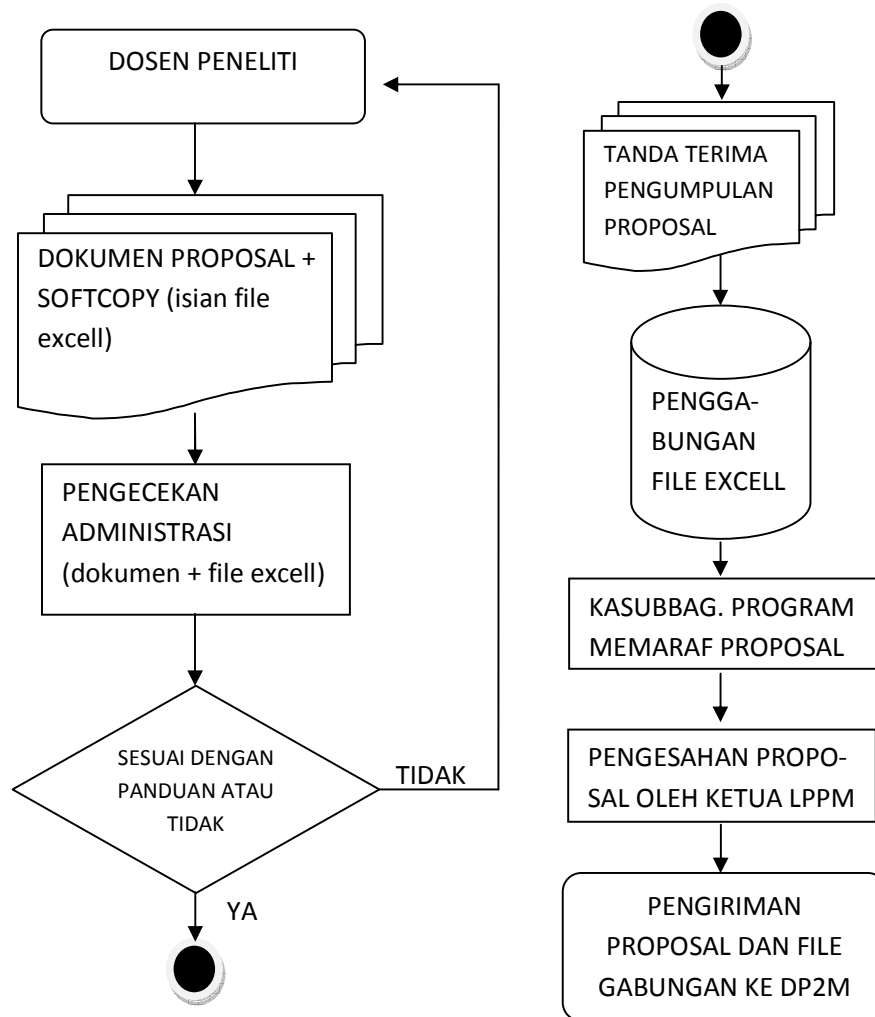 DOSEN PENELITI
DOKUMEN PROPOSAL +
SOFTCOPY (isian file
excell)
PENGECEKAN
ADMINISTRASI
(dokumen + file excell)
SESUAI DENGAN
PANDUAN ATAU
TIDAK
TIDAK
YA
TANDA TERIMA
PENGUMPULAN
PROPOSAL
PENGGA-
BUNGAN
FILE EXCELL
KASUBBAG. PROGRAM
MEMARAF PROPOSAL
PENGESAHAN PROPO-
SAL OLEH KETUA LPPM
PENGIRIMAN
PROPOSAL DAN FILE
GABUNGAN KE DP2M